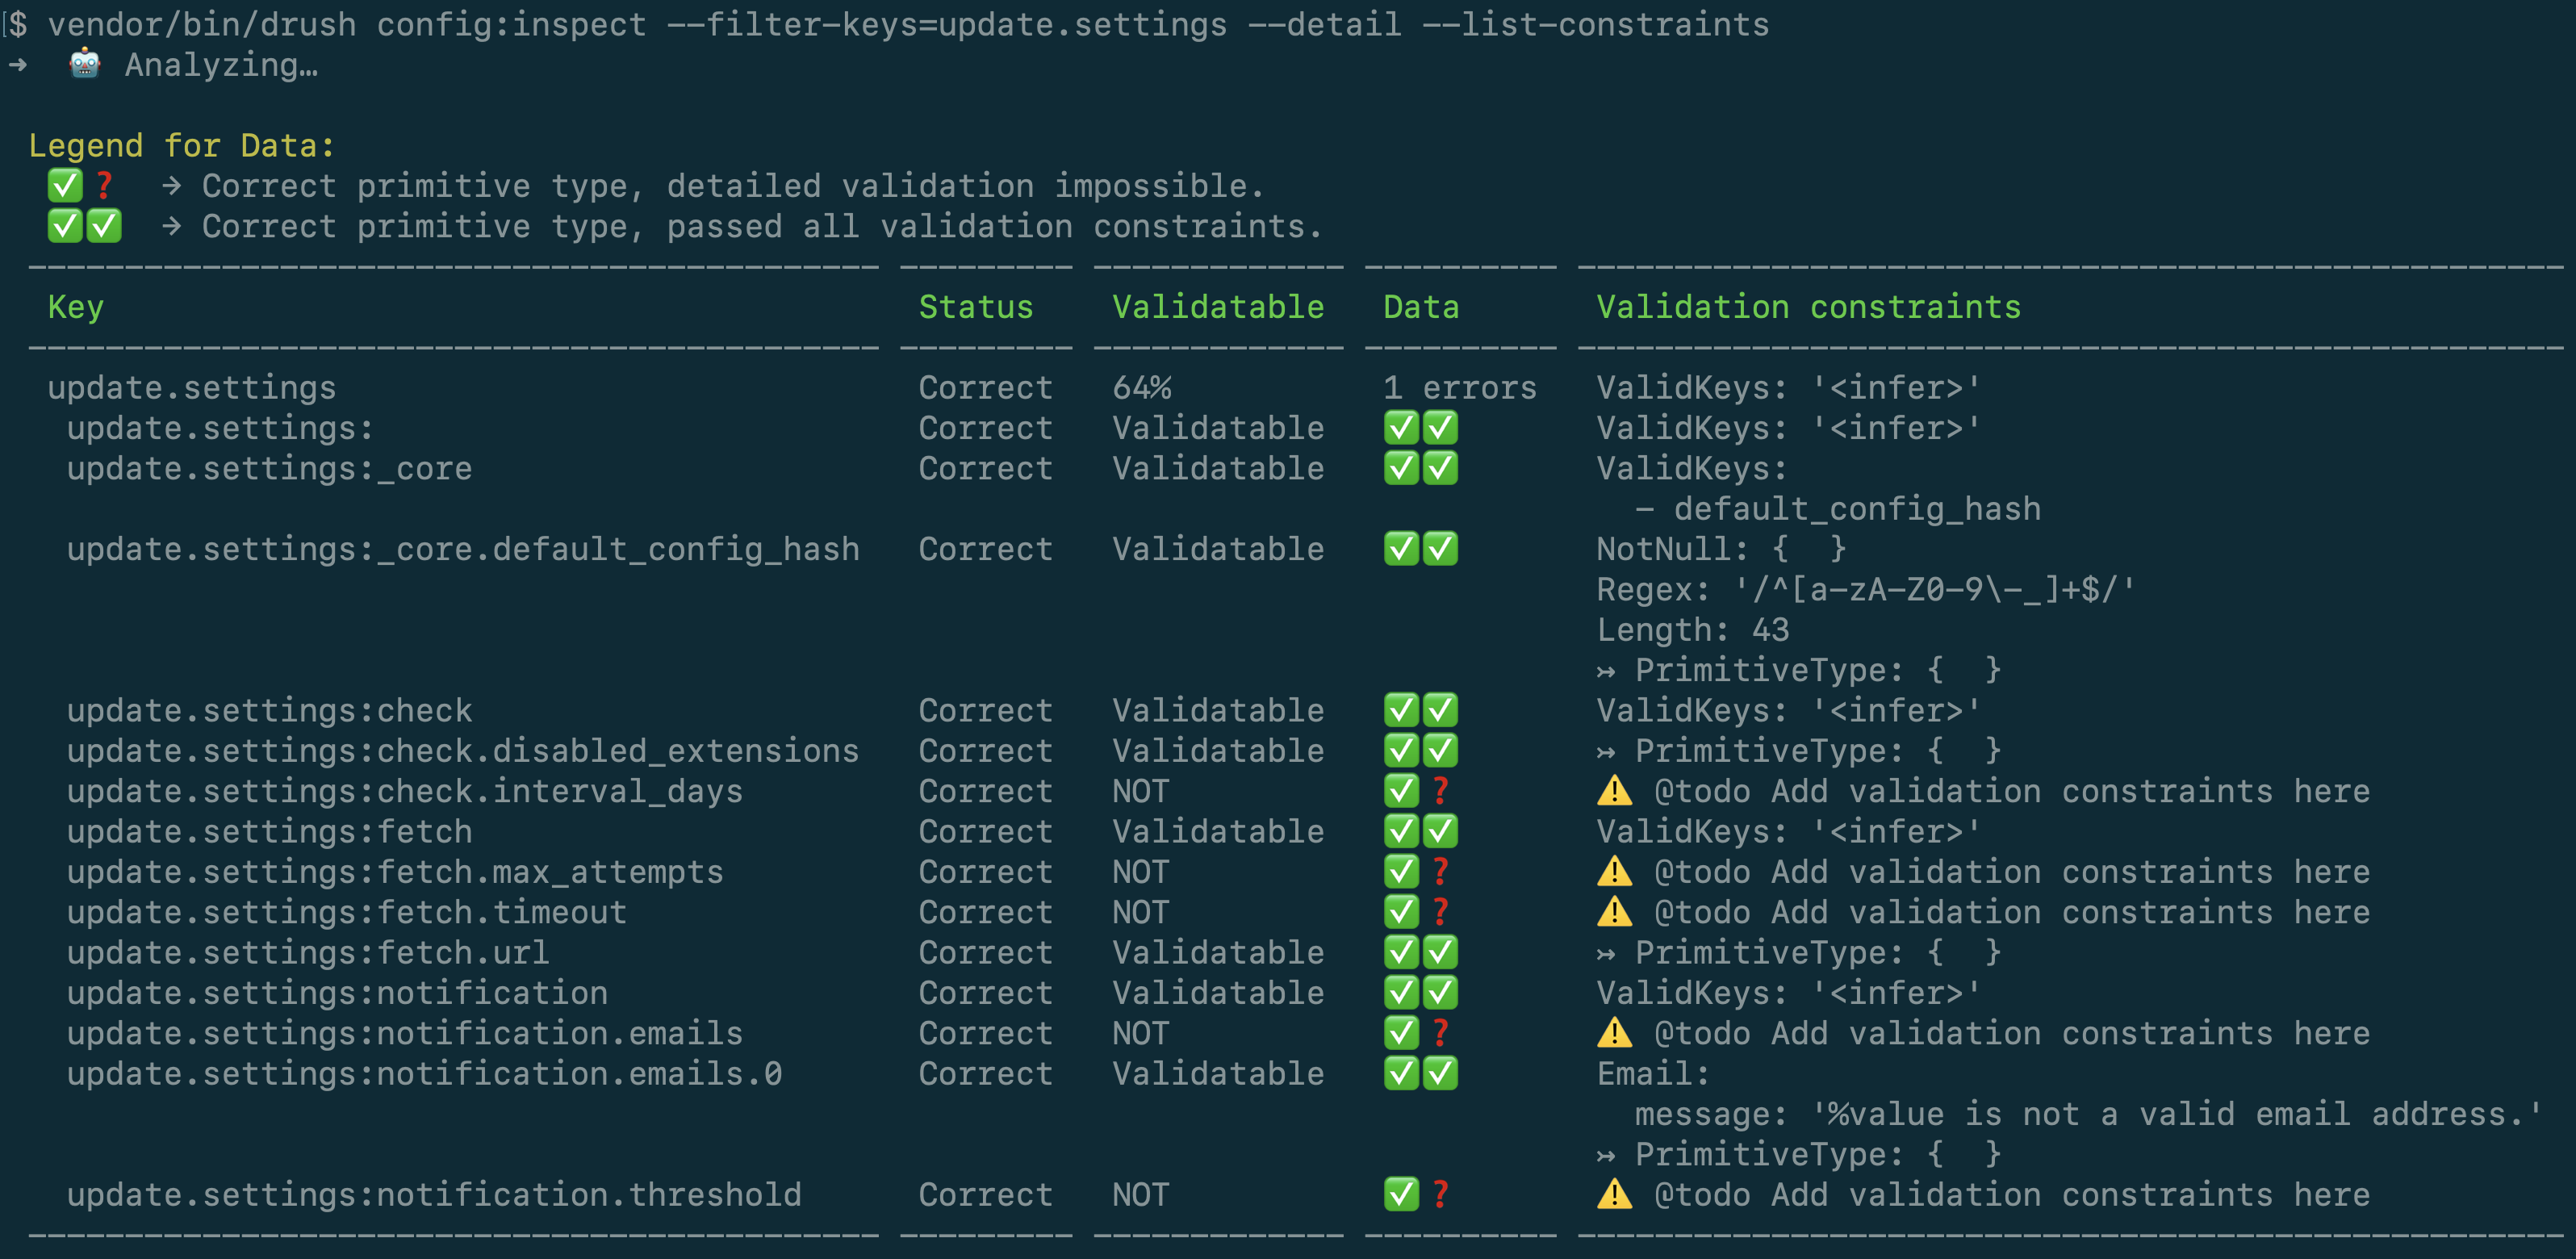 [$ vendor/bin/drush config:inspect --filter-keys=update.settings --detail --list-constraints
➜ 🤖 Analyzing…
Legend for Data:
✅❓ → Correct primitive type, detailed validation impossible.
✅✅ → Correct primitive type, passed all validation constraints.
Key Status Validatable Data Validation constraints
update.settings Correct 64% 1 errors ValidKeys: '<infer>'
update.settings: Correct Validatable ✅✅ ValidKeys: '<infer>'
update.settings:_core Correct Validatable ✅✅ ValidKeys:
- default_config_hash
update.settings:_core.default_config_hash Correct Validatable ✅✅ NotNull: {  }
Regex: '/^[a-zA-Z0-9\-_]+$/'
Length: 43
↣ PrimitiveType: {  }
update.settings:check Correct Validatable ✅✅ ValidKeys: '<infer>'
update.settings:check.disabled_extensions Correct Validatable ✅✅ ↣ PrimitiveType: {  }
update.settings:check.interval_days Correct NOT ✅❓ ⚠️ @todo Add validation constraints here
update.settings:fetch Correct Validatable ✅✅ ValidKeys: '<infer>'
update.settings:fetch.max_attempts Correct NOT ✅❓ ⚠️ @todo Add validation constraints here
update.settings:fetch.timeout Correct NOT ✅❓ ⚠️ @todo Add validation constraints here
update.settings:fetch.url Correct Validatable ✅✅ ↣ PrimitiveType: {  }
update.settings:notification Correct Validatable ✅✅ ValidKeys: '<infer>'
update.settings:notification.emails Correct NOT ✅❓ ⚠️ @todo Add validation constraints here
update.settings:notification.emails.0 Correct Validatable ✅✅ Email:
message: '%value is not a valid email address.'
↣ PrimitiveType: {  }
update.settings:notification.threshold Correct NOT ✅❓ ⚠️ @todo Add validation constraints here